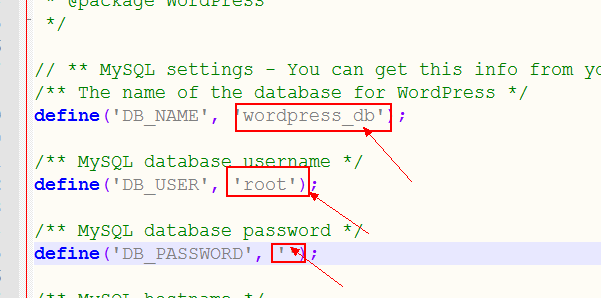 * @package WordPress
*/
// ** MySQL settings - You can get this info from yo
/** The name of the database for WordPress */
define('DB_NAME', 'wordpress_db');
/** MySQL database username */
define('DB_USER', 'root');
/** MySQL database password */
define('DB_PASSWORD', '');
/** MySQL hostname */